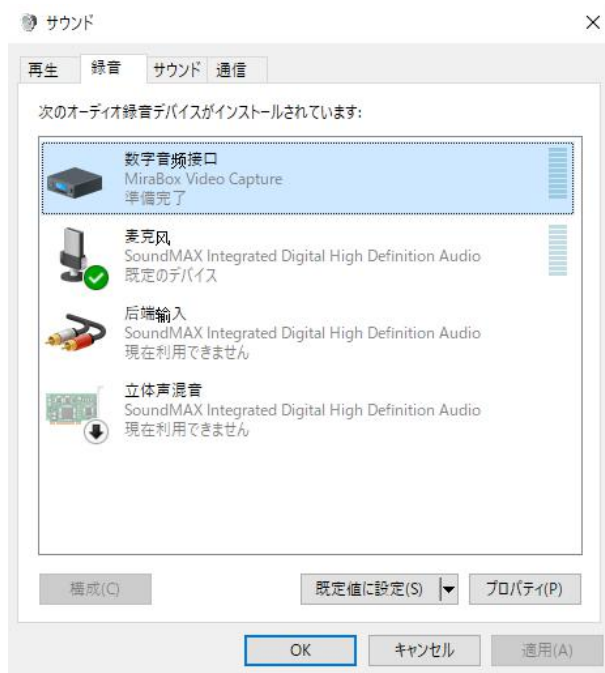 サウンド
再生 録音 サウンド 通信
次のオーディオ録音デバイスがインストールされています:
数字音频接口
MiraBox Video Capture
準備完了
麦克风
SoundMAX Integrated Digital High Definition Audio
既定のデバイス
后端输入
SoundMAX Integrated Digital High Definition Audio
現在利用できません
立体声混音
SoundMAX Integrated Digital High Definition Audio
現在利用できません
構成(C) 既定値に設定(S) プロパティ(P)
OK キャンセル 適用(A)